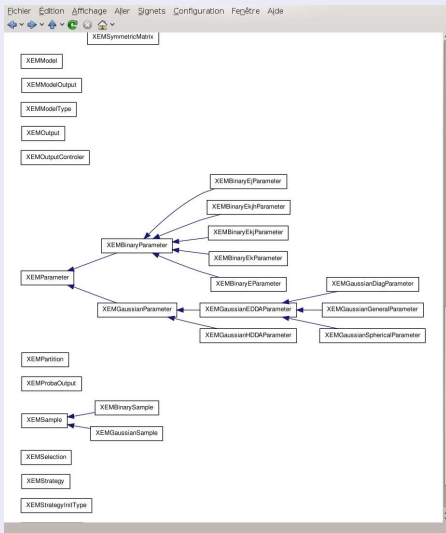 Fichier Édition Affichage Aller Signets Configuration Fenêtre Aide
XEMSymmetricMatrix
XEMModel
XEMModelOutput
XEMModelType
XEMOutput
XEMOutputControler
XEMBinaryEjParameter
XEMBinaryEkjhParameter
XEMBinaryEkjParameter
XEMBinaryParameter
XEMBinaryEkParameter
XEMBinaryEParameter
XEMParameter
XEMGaussianDiagParameter
XEMGaussianParameter
XEMGaussianEDDAParameter
XEMGaussianGeneralParameter
XEMGaussianHDDAParameter
XEMGaussianSphericalParameter
XEMPartition
XEMProbaOutput
XEMBinarySample
XEMSample
XEMGaussianSample
XEMSelection
XEMStrategy
XEMStrategyInitType